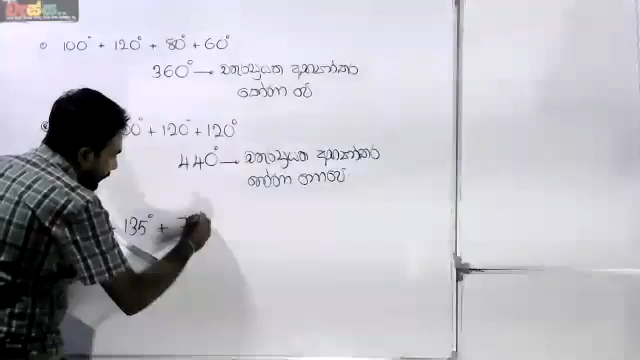 100° + 120° + 80° + 60°
360° → චතුරස්‍රයක අභ්‍යන්තර
කෝණ වේ
0° + 120° + 120°
440° → චතුරස්‍රයක අභ්‍යන්තර
කෝණ නොවේ
135° +